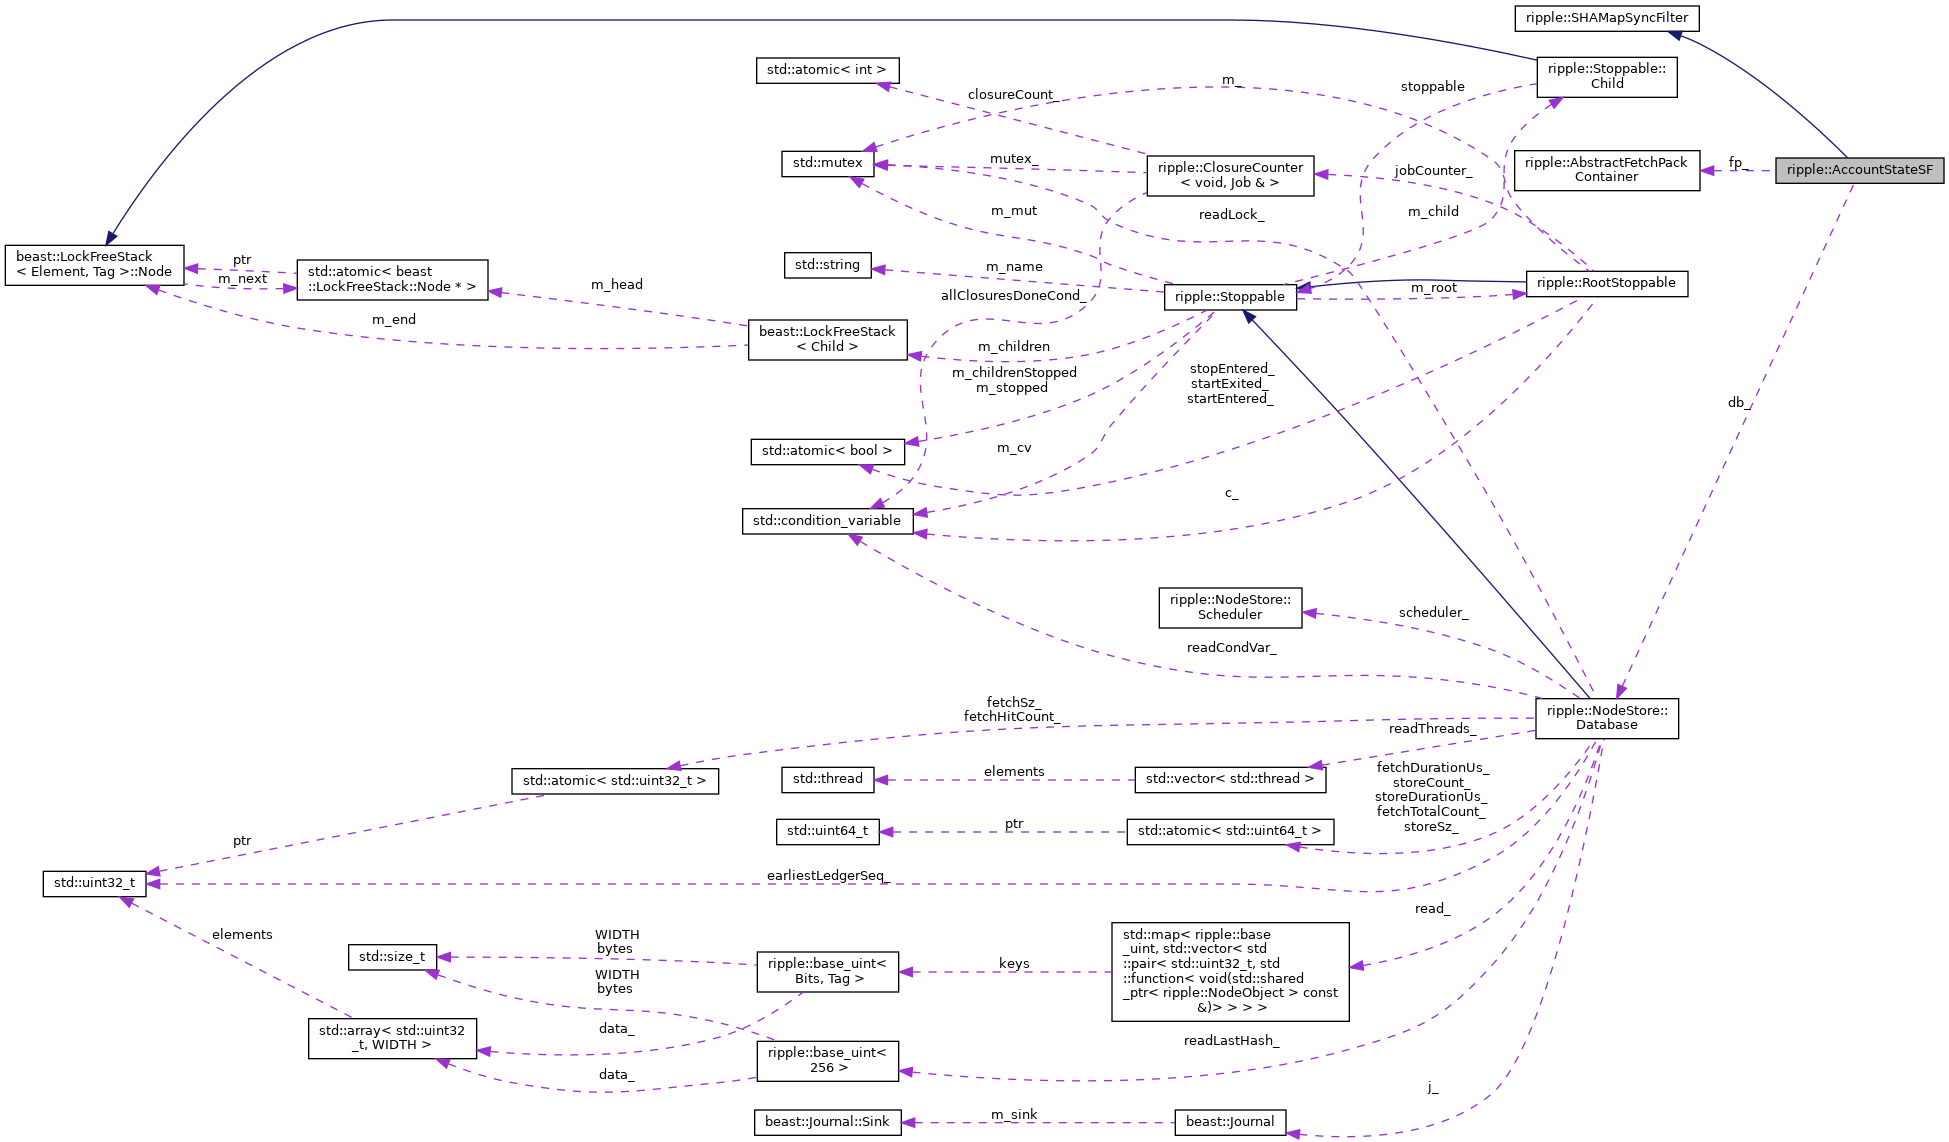 ripple::SHAMapSyncFilter
std::atomic< int >
ripple::Stoppable::
Child
m_
stoppable
closureCount_
std::mutex
mutex_
ripple::ClosureCounter
< void, Job & >
jobCounter_
ripple::AbstractFetchPack
Container
fp_
ripple::AccountStateSF
m_mut
readLock_
m_child
beast::LockFreeStack
< Element, Tag >::Node
ptr
m_next
std::atomic< beast
::LockFreeStack::Node * >
m_head
std::string
m_name
allClosuresDoneCond_
ripple::Stoppable
m_root
ripple::RootStoppable
m_end
beast::LockFreeStack
< Child >
m_children
m_childrenStopped
m_stopped
stopEntered_
startExited_
startEntered_
db_
std::atomic< bool >
m_cv
c_
std::condition_variable
ripple::NodeStore::
Scheduler
scheduler_
readCondVar_
fetchSz_
fetchHitCount_
ripple::NodeStore::
Database
readThreads_
std::atomic< std::uint32_t >
std::thread
elements
std::vector< std::thread >
fetchDurationUs_
storeCount_
storeDurationUs_
fetchTotalCount_
storeSz_
ptr
std::uint64_t
ptr
std::atomic< std::uint64_t >
std::uint32_t
earliestLedgerSeq_
read_
elements
std::size_t
WIDTH
bytes
WIDTH
bytes
ripple::base_uint<
Bits, Tag >
keys
std::map< ripple::base
_uint, std::vector< std
::pair< std::uint32_t, std
::function< void(std::shared
_ptr< ripple::NodeObject > const
&)> > > >
std::array< std::uint32
_t, WIDTH >
data_
data_
ripple::base_uint<
256 >
readLastHash_
j_
beast::Journal::Sink
m_sink
beast::Journal